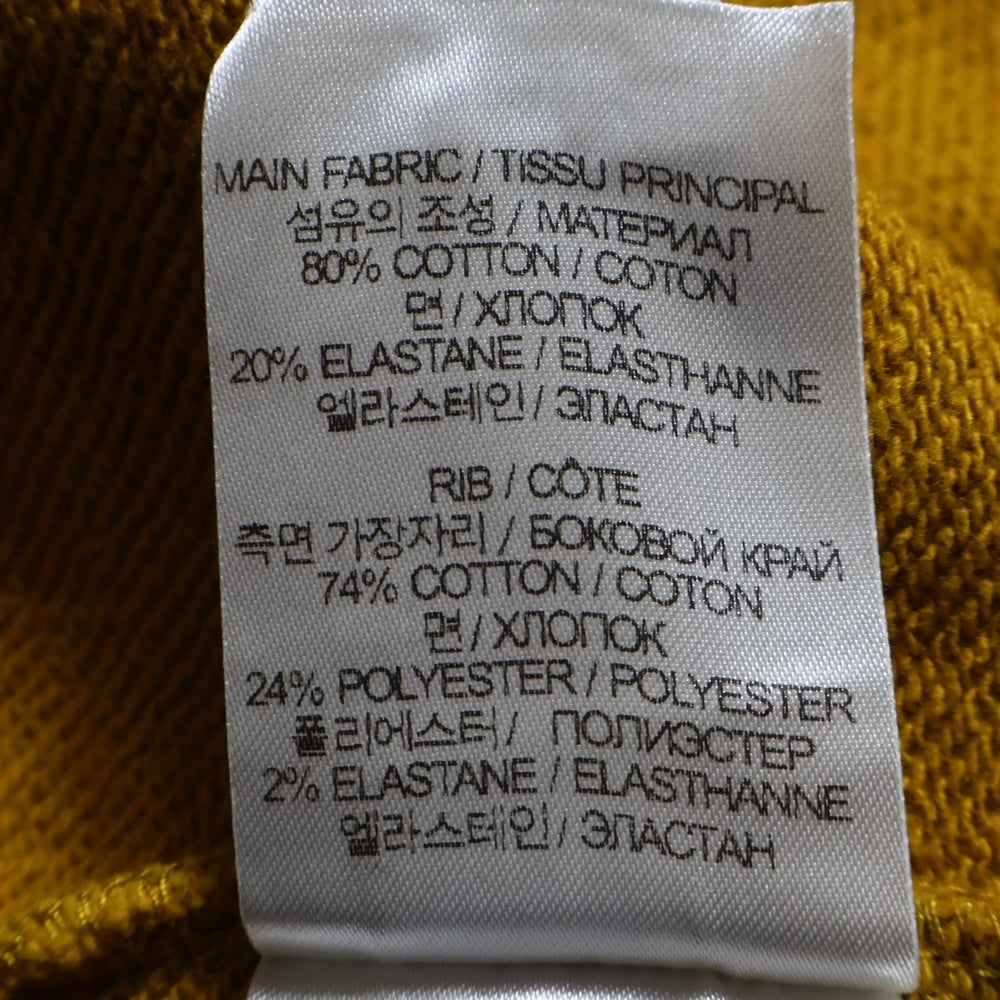 MAIN FABRIC / TISSU PRINCIPAL
섬유의 조성 / МАТЕРИАЛ
80% COTTON / COTON
면 / ХЛОПОК
20% ELASTANE / ELASTHANNE
엘라스테인 / ЭЛАСТАН
RIB / CÔTE
측면 가장자리 / БОКОВОЙ КРАЙ
74% COTTON / COTON
면 / ХЛОПОК
24% POLYESTER / POLYESTER
폴리에스터 / ПОЛИЭСТЕР
2% ELASTANE / ELASTHANNE
엘라스테인 / ЭЛАСТАН